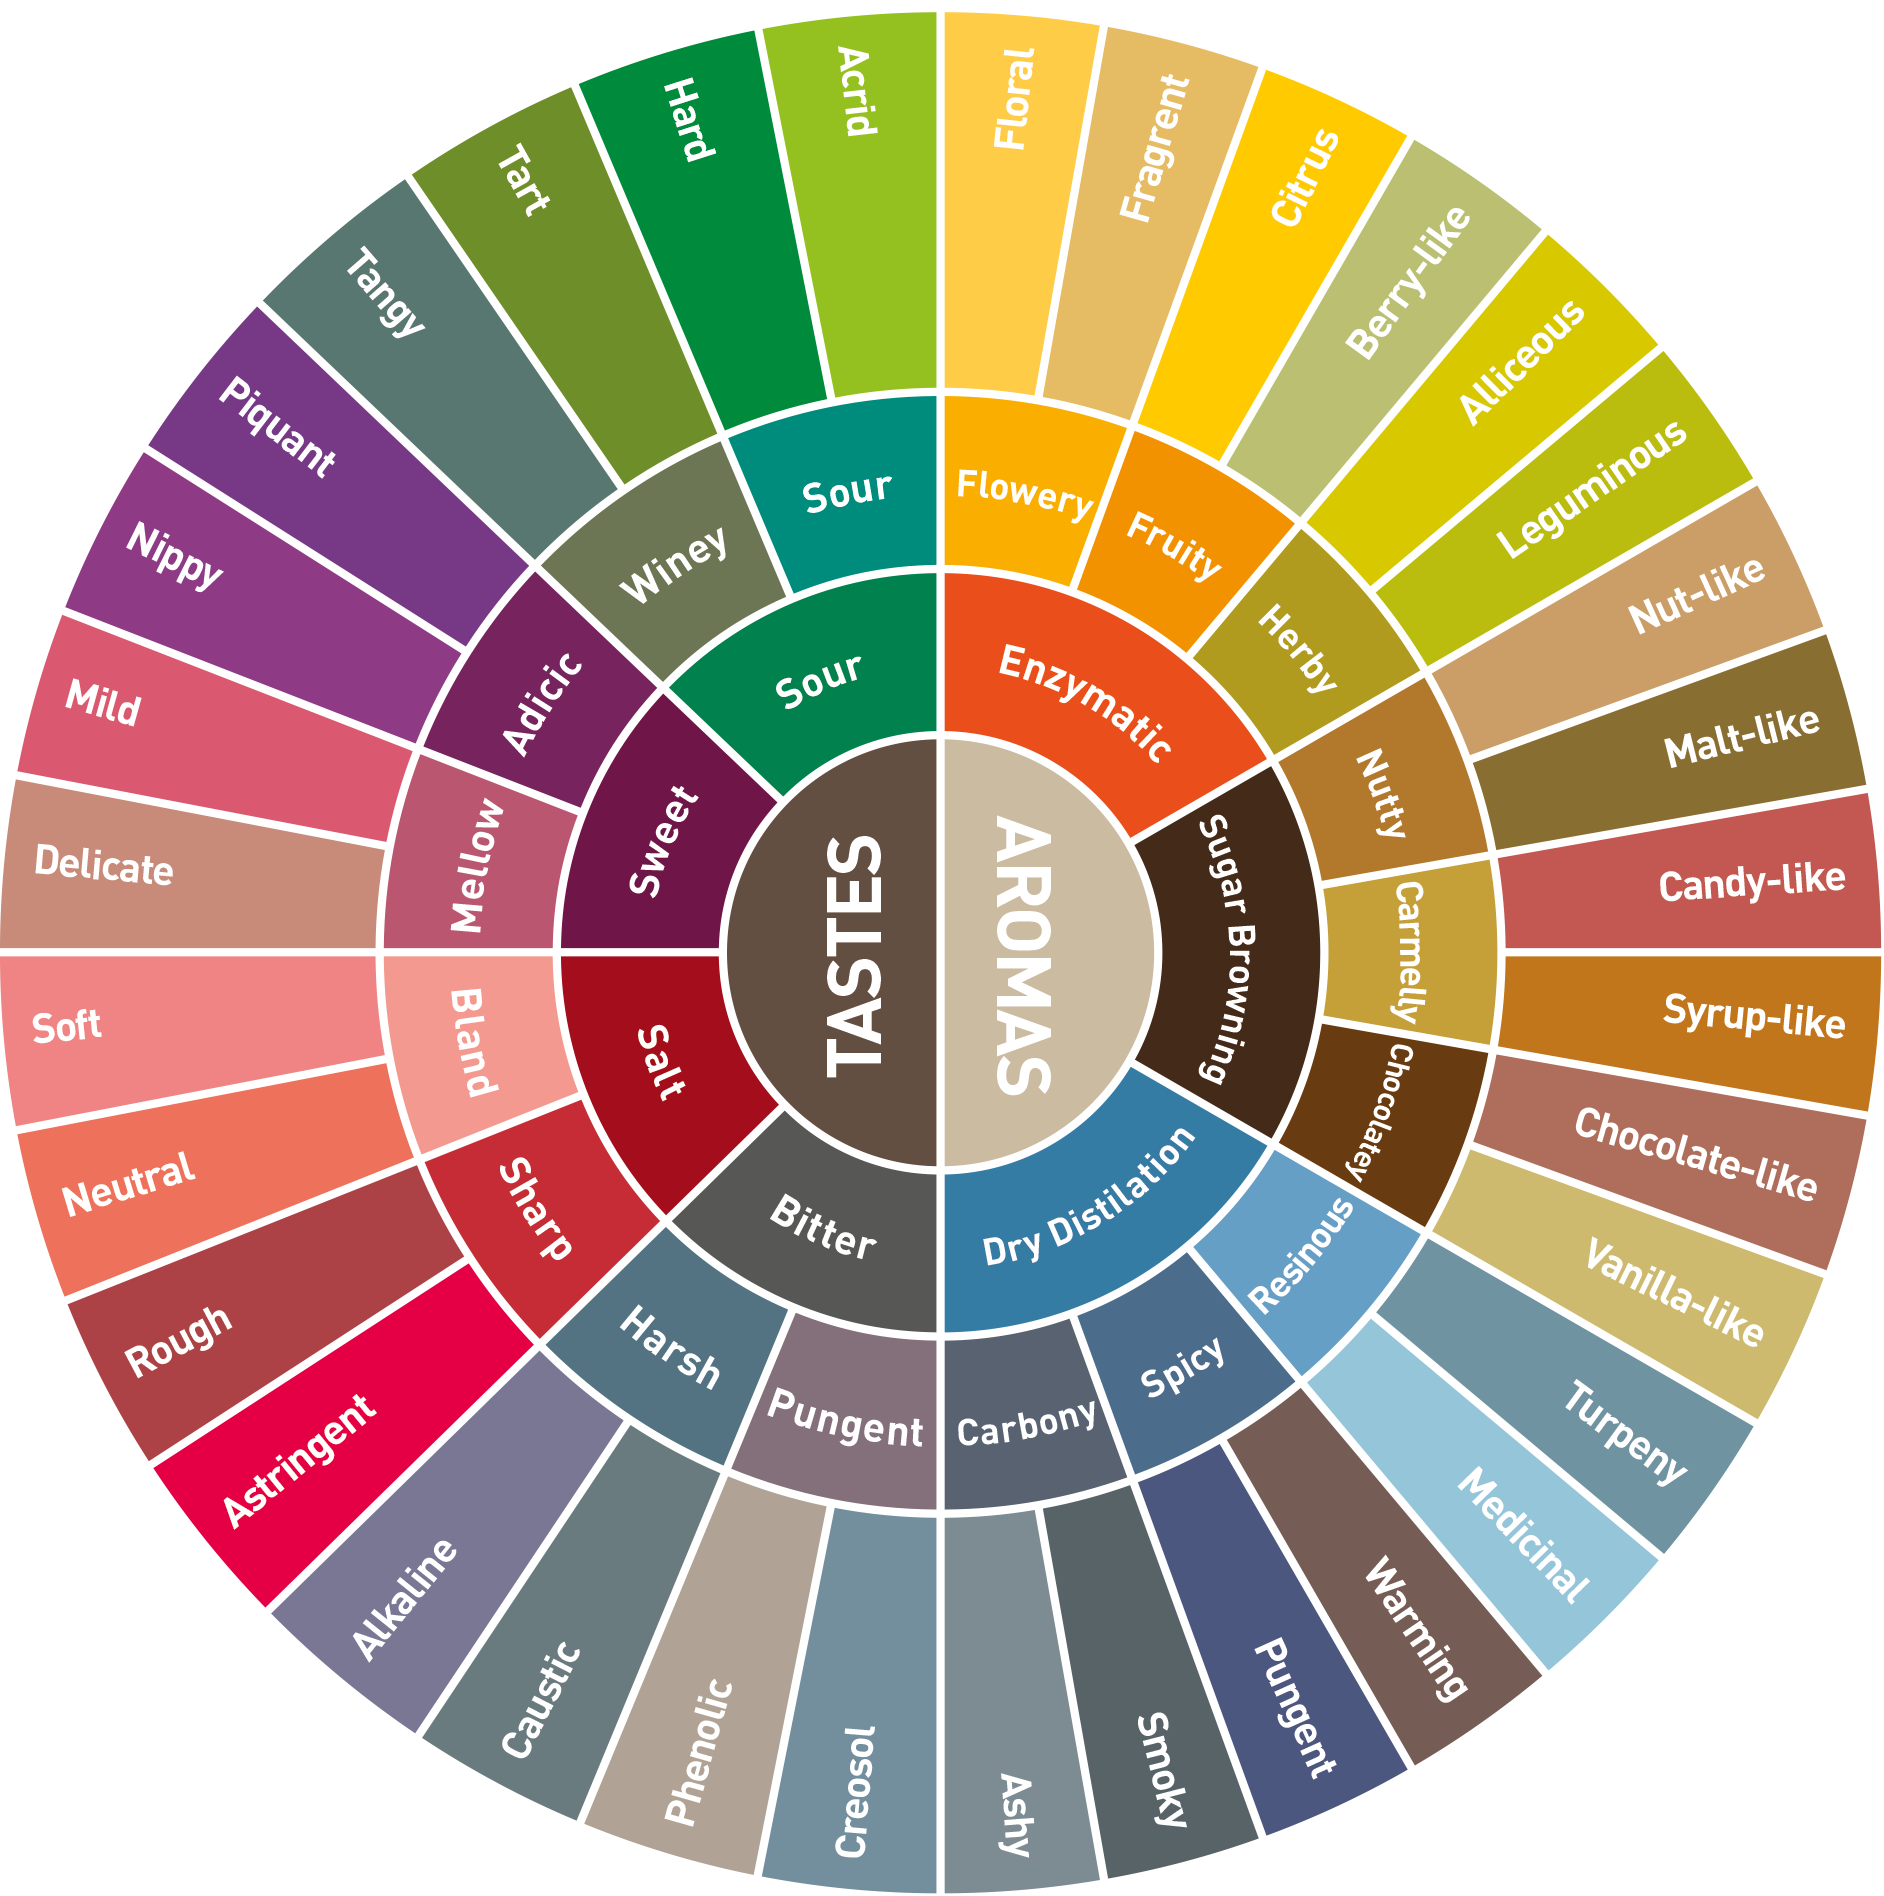 TASTES
AROMAS
Enzymatic
Sugar Browning
Dry Distilation
Bitter
Salt
Sweet
Sour
Flowery
Fruity
Herby
Nutty
Carmelly
Chocolatey
Resinous
Spicy
Carbony
Pungent
Harsh
Sharp
Bland
Mellow
Adicic
Winey
Sour
Floral
Fragrent
Citrus
Berry-like
Alliceous
Leguminous
Nut-like
Malt-like
Candy-like
Syrup-like
Chocolate-like
Vanilla-like
Turpeny
Medicinal
Warming
Pungent
Smoky
Ashy
Creosol
Phenolic
Caustic
Alkaline
Astringent
Rough
Neutral
Soft
Delicate
Mild
Nippy
Piquant
Tangy
Tart
Hard
Acrid